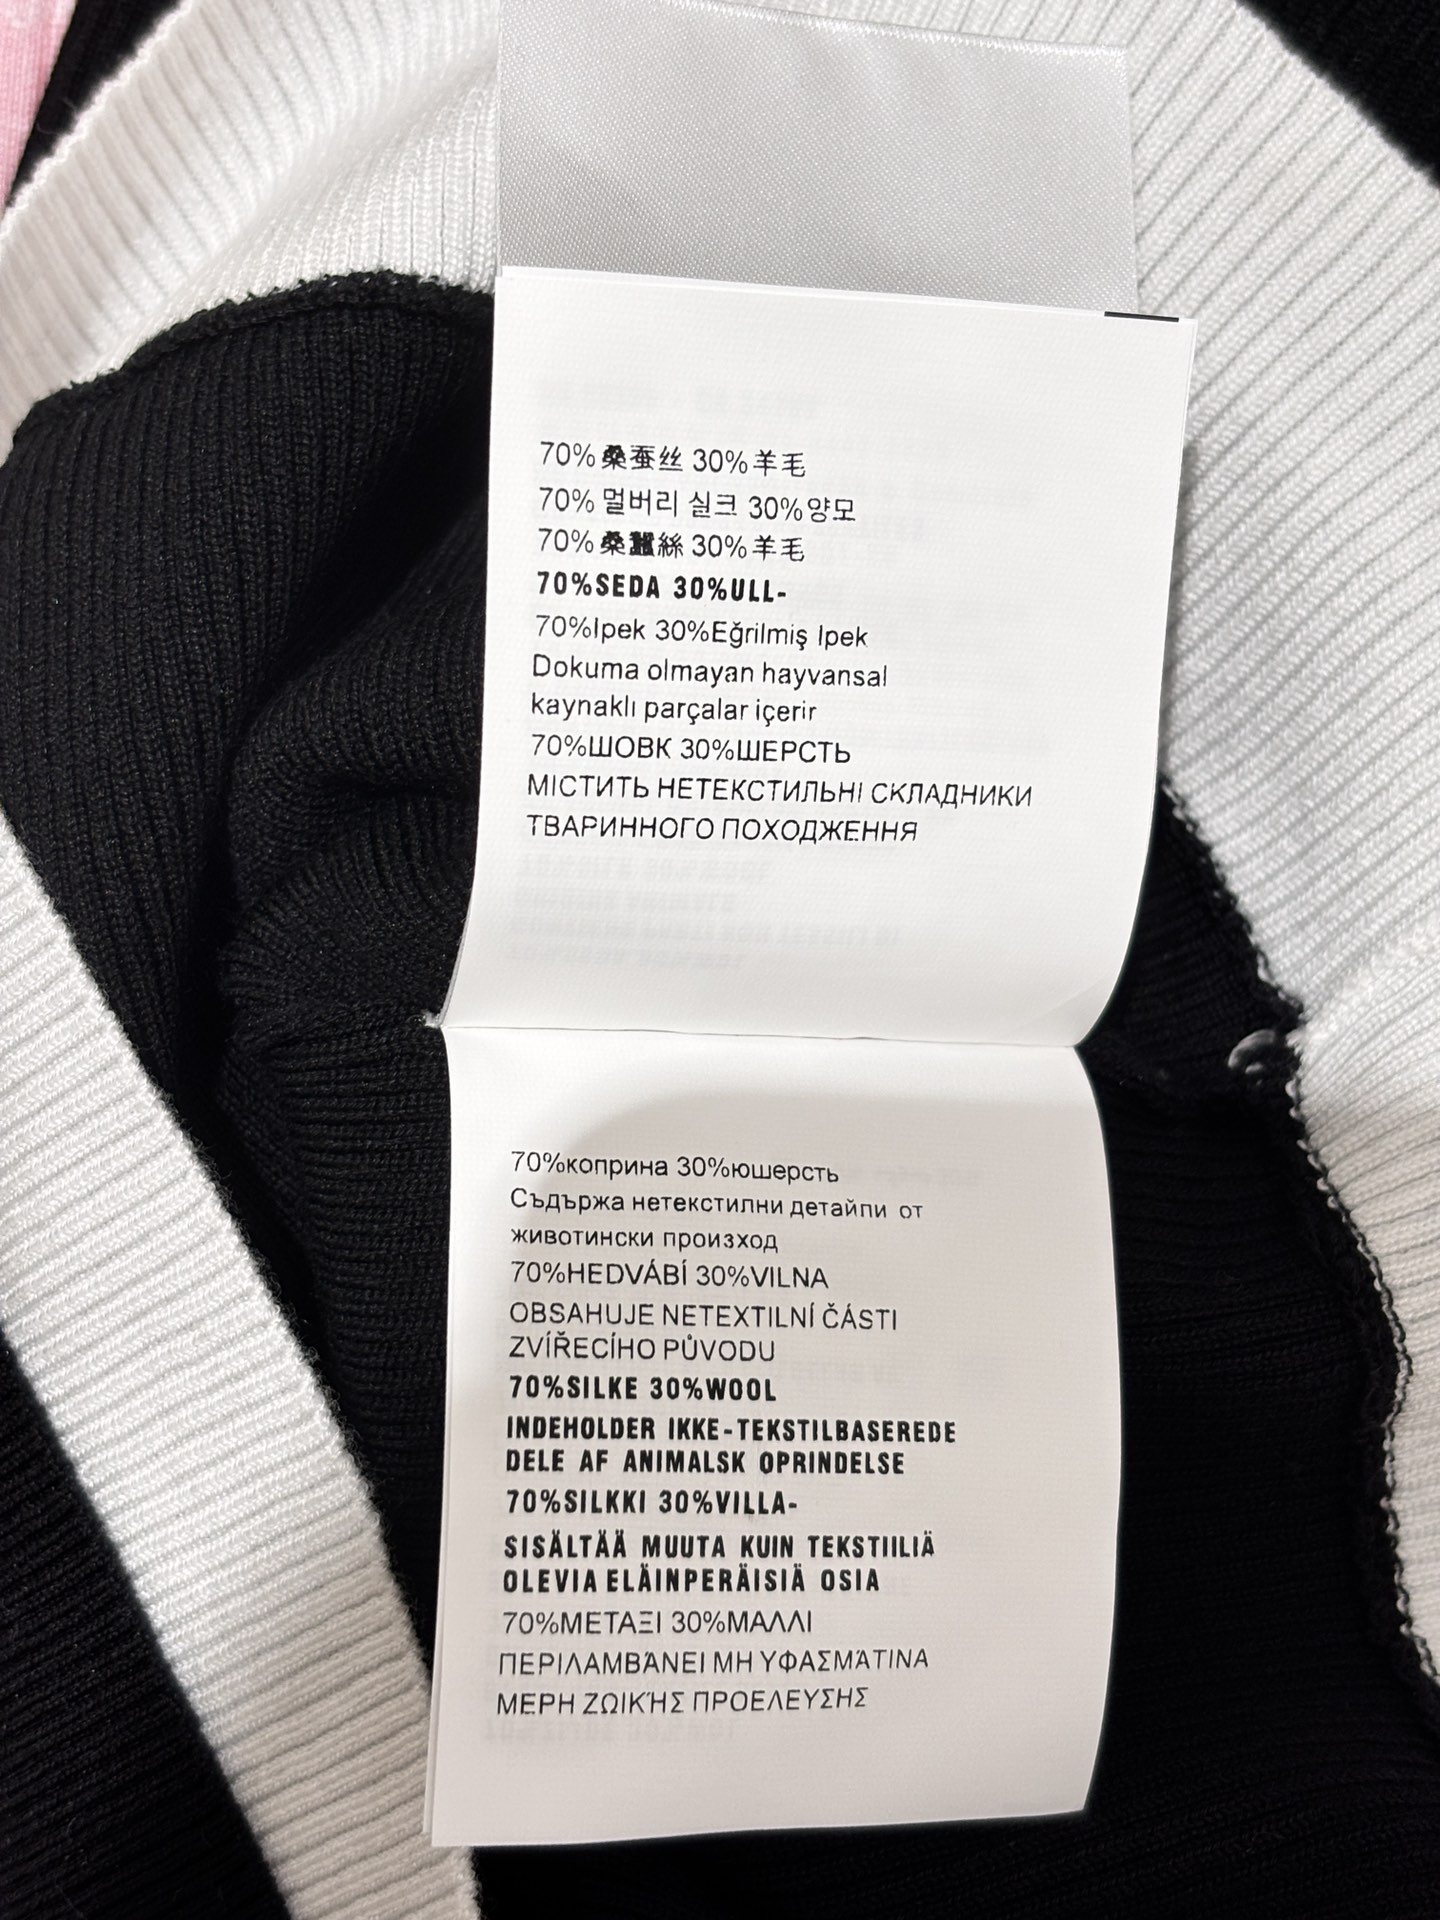 70%桑蚕丝 30%羊毛
70% 멀버리 실크 30%양모
70%桑蠶絲 30%羊毛
70%SEDA 30%ULL-
70%Ipek 30%Eğrilmiş Ipek
Dokuma olmayan hayvansal
kaynaklı parçalar içerir
70%ШОВК 30%ШЕРСТЬ
МІСТИТЬ НЕТЕКСТИЛЬНІ СКЛАДНИКИ
ТВАРИННОГО ПОХОДЖЕННЯ
70%коприна 30%юшерсть
Съдържа нетекстилни детайпи от
животински произход
70%HEDVÁBÍ 30%VILNA
OBSAHUJE NETEXTILNÍ ČÁSTI
ZVÍŘECÍHO PŮVODU
70%SILKE 30%WOOL
INDEHOLDER IKKE-TEKSTILBASEREDE
DELE AF ANIMALSK OPRINDELSE
70%SILKKI 30%VILLA-
SISÄLTÄÄ MUUTA KUIN TEKSTIILIÄ
OLEVIA ELÄINPERÄISIÄ OSIA
70%ΜΕΤΑΞΙ 30%ΜΑΛΛΙ
ΠΕΡΙΛΑΜΒΆΝΕΙ ΜΗ ΥΦΑΣΜΆΤΙΝΑ
ΜΕΡΗ ΖΩΙΚΉΣ ΠΡΟΕΛΕΥΣΗΣ